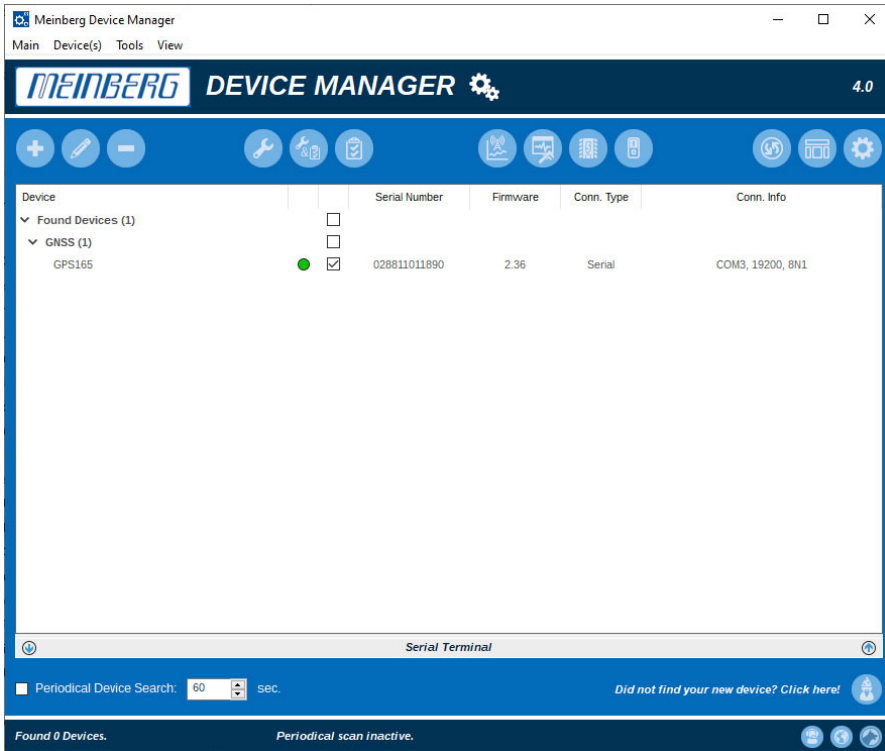 Meinberg Device Manager
Main Device(s) Tools View
MEINBERG DEVICE MANAGER 4.0
Device Serial Number Firmware Conn. Type Conn. Info
Found Devices (1)
GNSS (1)
GPS165 028811011890 2.36 Serial COM3, 19200, 8N1
Serial Terminal
Periodical Device Search: 60 sec. Did not find your new device? Click here!
Found 0 Devices. Periodical scan inactive.